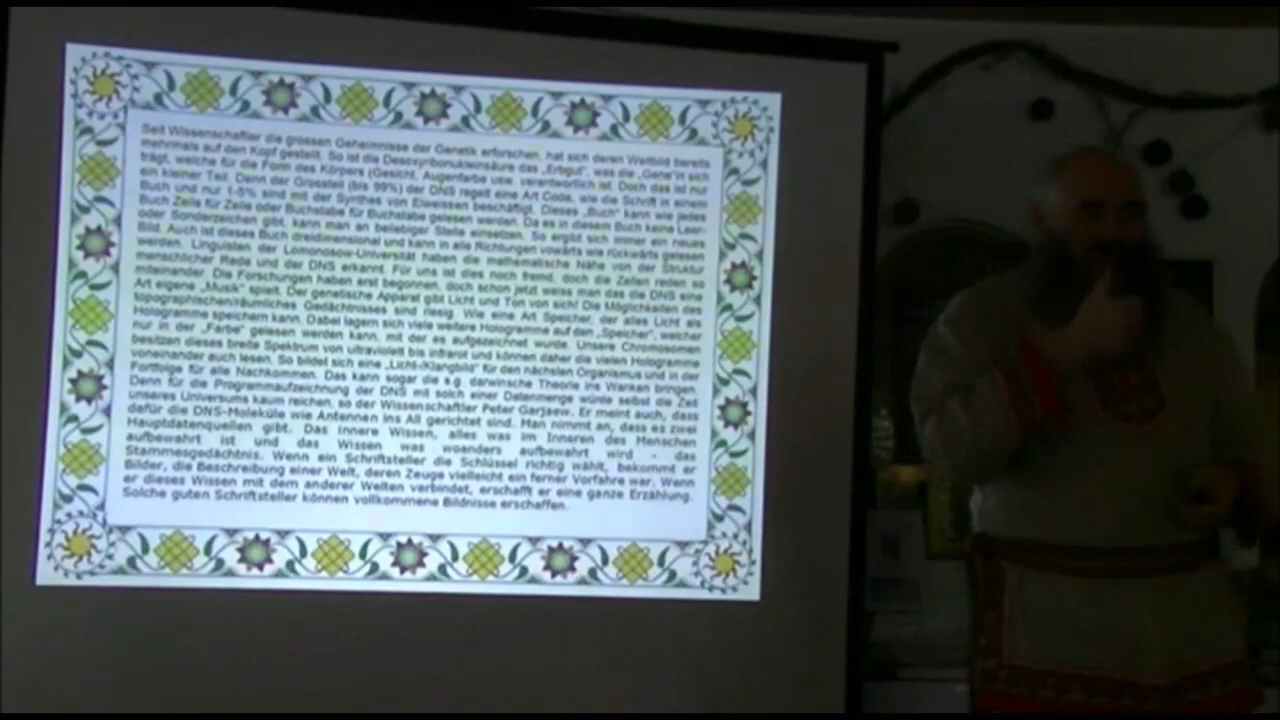 Seit Wissenschaftler die grossen Geheimnisse der Genetik erforschen, hat sich deren Weltbild bereits
mehrmals auf den Kopf gestellt. So ist die Desoxyribonukleinsäure das „Erbgut", was die „Gene"in sich
trägt, welche für die Form des Körpers (Gesicht, Augenfarbe usw. verantwortlich ist. Doch das ist nur
ein kleiner Teil. Denn der Grossteil (bis 99%) der DNS regelt eine Art Code, wie die Schrift in einem
Buch und nur 1-5% sind mit der Synthes von Eiweissen beschäftigt. Dieses „Buch" kann wie jedes
Buch Zeile für Zeile oder Buchstabe für Buchstabe gelesen werden. Da es in diesem Buch keine Leer-
oder Sonderzeichen gibt, kann man an beliebiger Stelle einsetzen. So ergibt sich immer ein neues
Bild. Auch ist dieses Buch dreidimensional und kann in alle Richtungen vowärts wie rückwärts gelesen
werden. Linguisten der Lomonosow-Universität haben die mathematische Nähe von der Struktur
menschlicher Rede und der DNS erkannt. Für uns ist dies noch fremd, doch die Zellen reden so
miteinander. Die Forschungen haben erst begonnen, doch schon jetzt weiss man das die DNS eine
Art eigene „Musik" spielt. Der genetische Apparat gibt Licht und Ton von sich! Die Möglichkeiten des
topographischen/räumliches Gedächtnisses sind riesig. Wie eine Art Speicher, der alles Licht als
Hologramme speichern kann. Dabei lagern sich viele weitere Hologramme auf den „Speicher", welcher
nur in der „Farbe" gelesen werden kann, mit der es aufgezeichnet wurde. Unsere Chromosomen
besitzen dieses breite Spektrum von ultraviolett bis infrarot und können daher die vielen Hologramme
voneinander auch lesen. So bildet sich eine „Licht-/Klangbild" für den nächsten Organismus und in der
Fortfolge für alle Nachkommen. Das kann sogar die s.g. darwinsche Theorie ins Wanken bringen.
Denn für die Programmaufzeichnung der DNS mit solch einer Datenmenge würde selbst die Zeit
unseres Universums kaum reichen, so der Wissenschaftler Peter Garjaew. Er meint auch, dass
dafür die DNS-Moleküle wie Antennen ins All gerichtet sind. Man nimmt an, dass es zwei
Hauptdatenquellen gibt. Das Innere Wissen, alles was im Inneren des Menschen
aufbewahrt ist und das Wissen was woanders aufbewahrt wird - das
Stammesgedächtnis. Wenn ein Schriftsteller die Schlüssel richtig wählt, bekommt er
Bilder, die Beschreibung einer Welt, deren Zeuge vielleicht ein ferner Vorfahre war. Wenn
er dieses Wissen mit dem anderer Welten verbindet, erschafft er eine ganze Erzählung.
Solche guten Schriftsteller können vollkommene Bildnisse erschaffen.